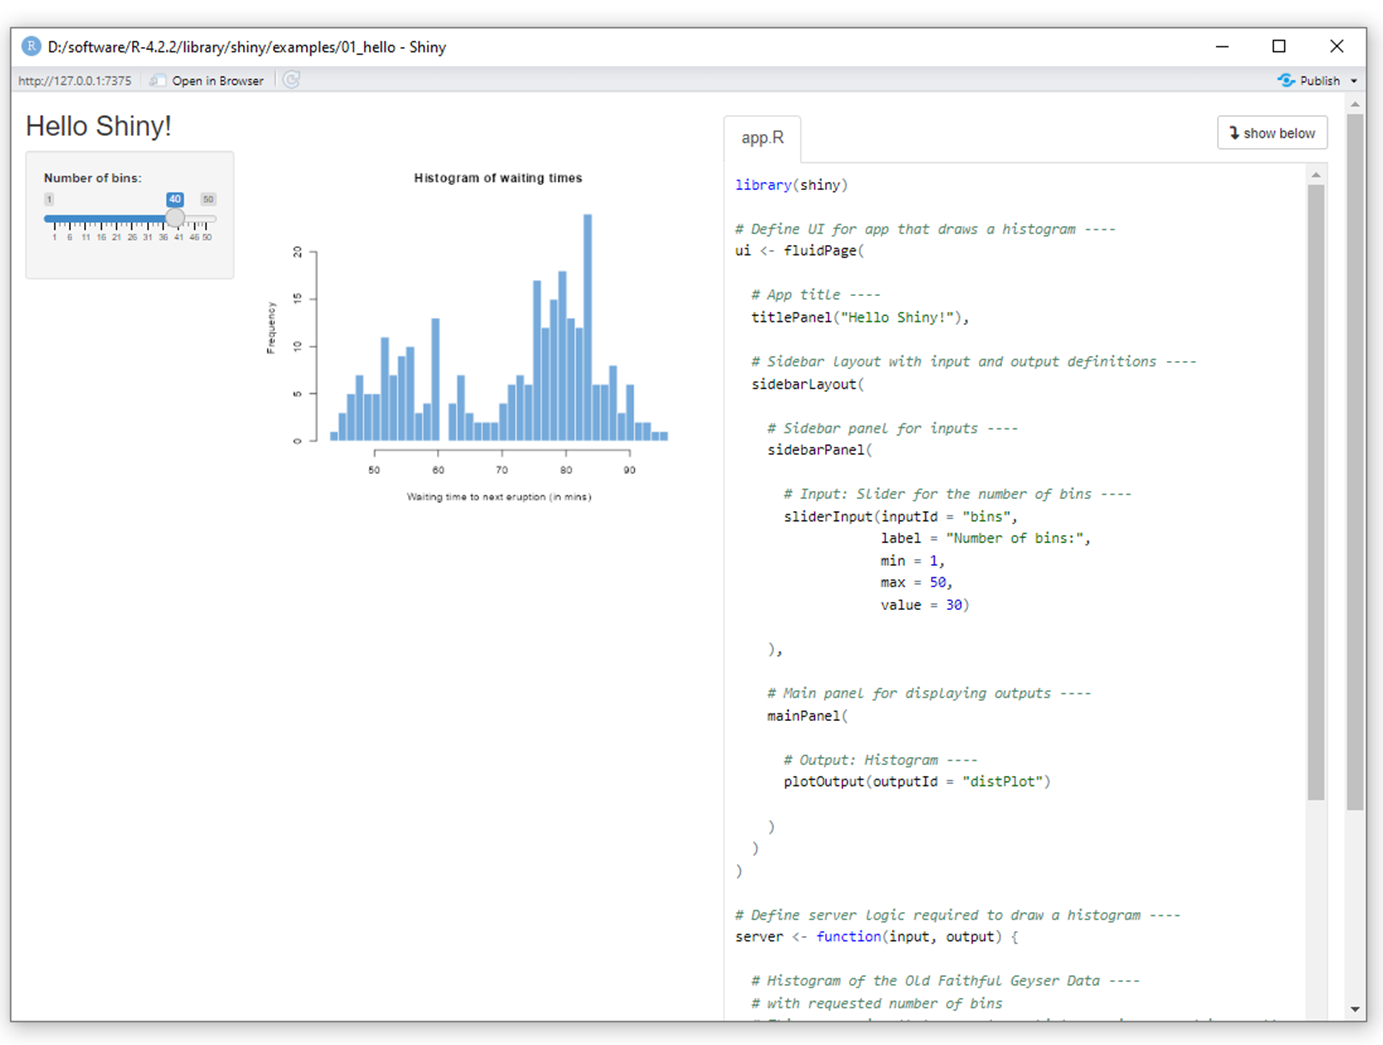 D:/software/R-4.2.2/library/shiny/examples/01_hello - Shiny
http://127.0.0.1:7375 Open in Browser Publish
Hello Shiny!
Number of bins:
1 40 50
1 6 11 16 21 26 31 36 41 46 50
Histogram of waiting times
Frequency
20
15
10
5
0
50 60 70 80 90
Waiting time to next eruption (in mins)
app.R
show below
library(shiny)
# Define UI for app that draws a histogram ----
ui <- fluidPage(
# App title ----
titlePanel("Hello Shiny!"),
# Sidebar layout with input and output definitions ----
sidebarLayout(
# Sidebar panel for inputs ----
sidebarPanel(
# Input: Slider for the number of bins ----
sliderInput(inputId = "bins",
label = "Number of bins:",
min = 1,
max = 50,
value = 30)
),
# Main panel for displaying outputs ----
mainPanel(
# Output: Histogram ----
plotOutput(outputId = "distPlot")
)
)
)
# Define server logic required to draw a histogram ----
server <- function(input, output) {
# Histogram of the Old Faithful Geyser Data ----
# with requested number of bins